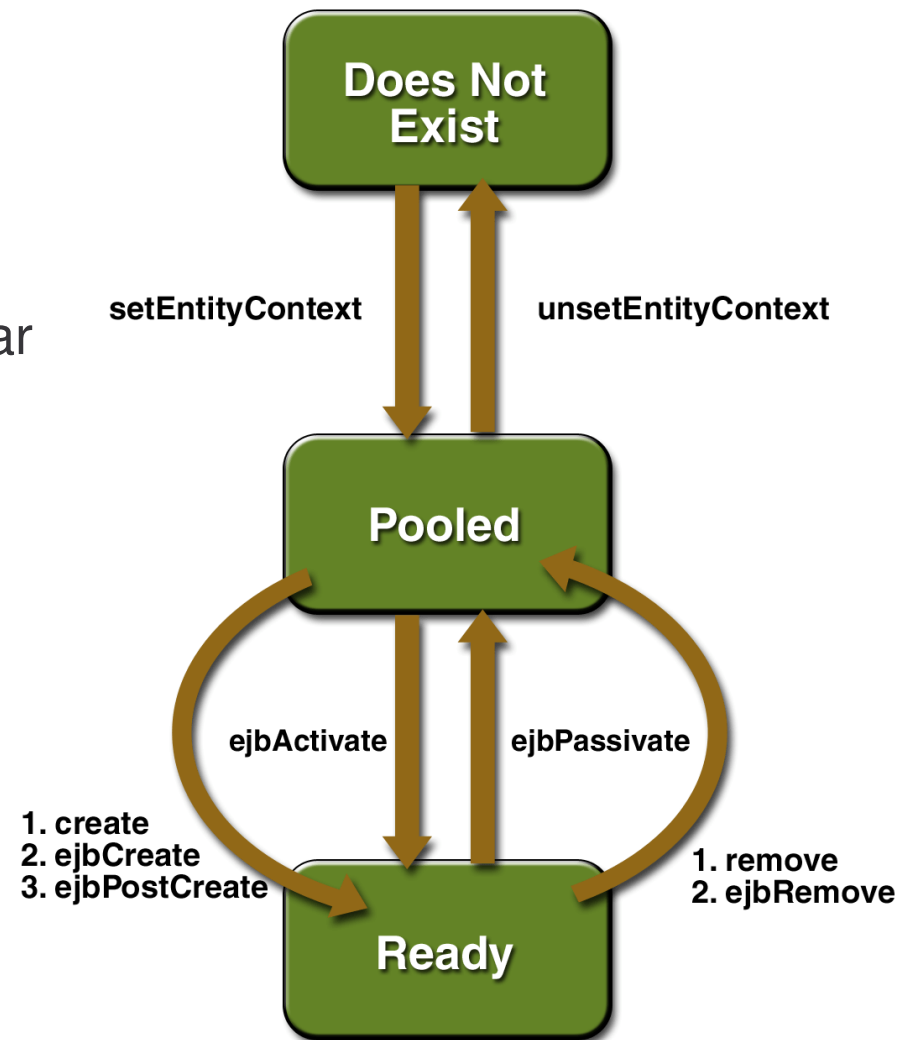 Does Not
Exist
setEntityContext
unsetEntityContext
ar
Pooled
ejbActivate
ejbPassivate
1. create
2. ejbCreate
3. ejbPostCreate
1. remove
2. ejbRemove
Ready